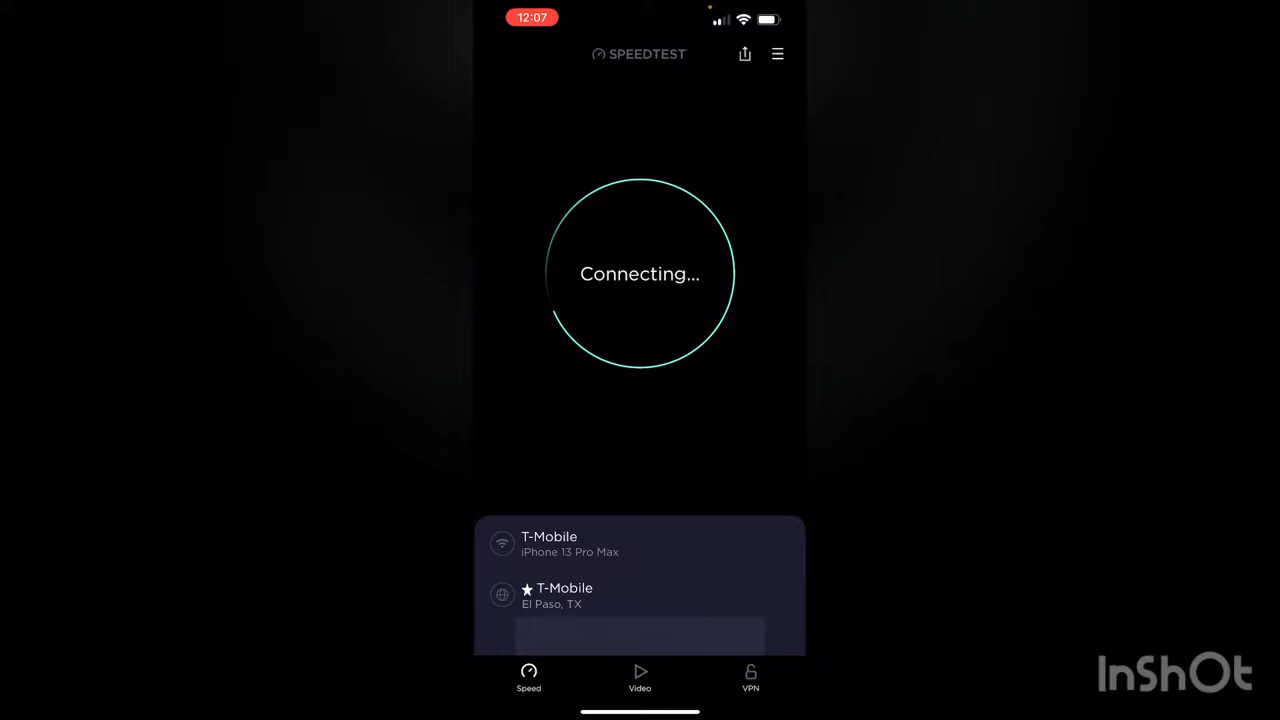 12:07
SPEEDTEST
Connecting...
T-Mobile
iPhone 13 Pro Max
★ T-Mobile
El Paso, TX
Speed
Video
VPN
InShOt